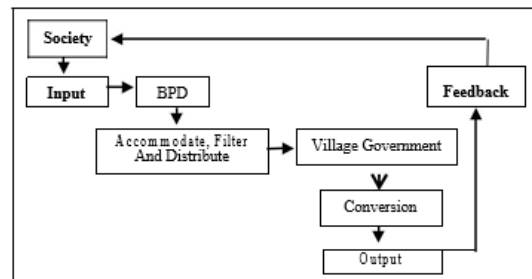 Society
Input
BPD
Feedback
Accommodate, Filter
And Distribute
Village Government
Conversion
Output